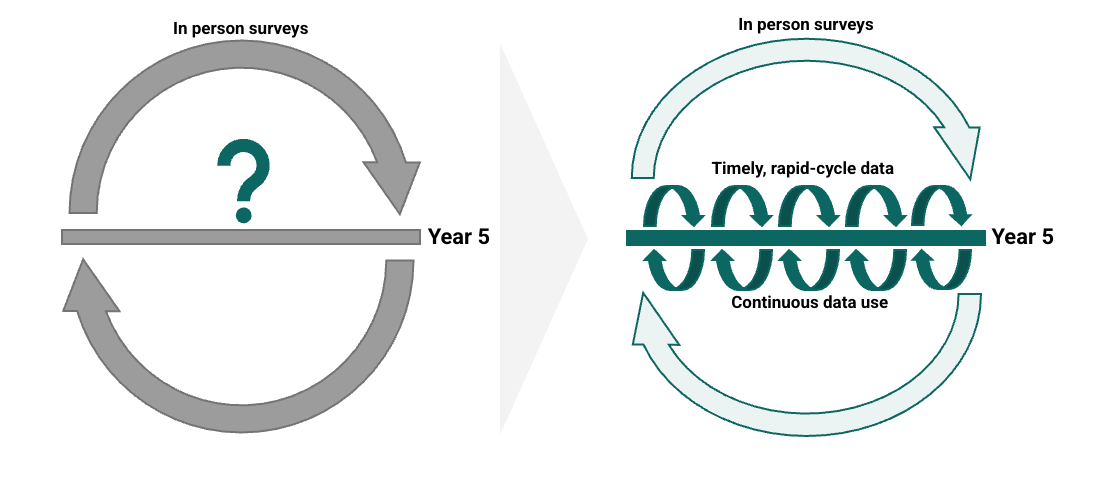 In person surveys
?
Year 5
In person surveys
Timely, rapid-cycle data
Year 5
Continuous data use